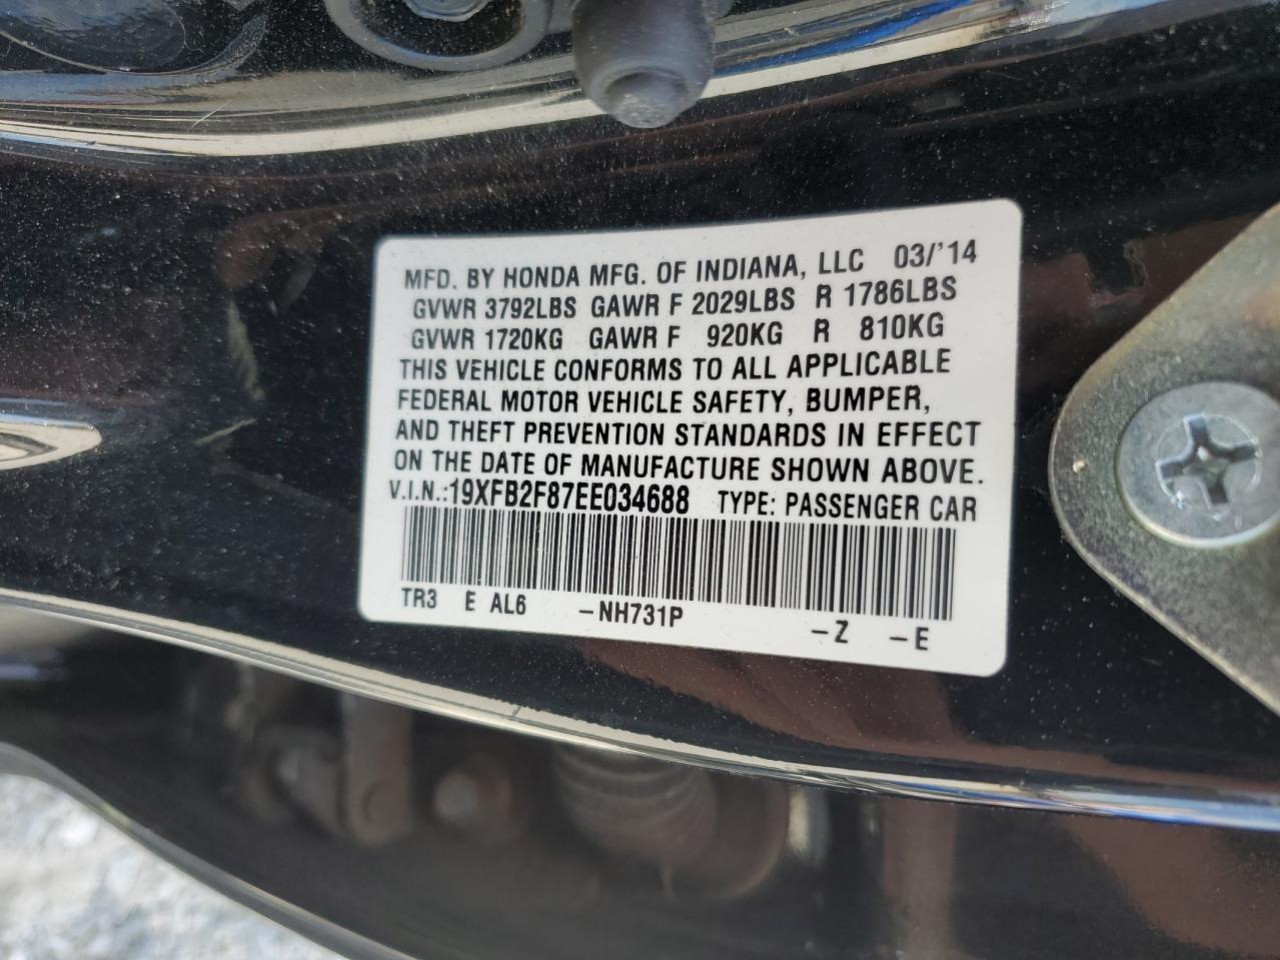 MFD. BY HONDA MFG. OF INDIANA, LLC 03/'14
GVWR 3792LBS GAWR F 2029LBS R 1786LBS
GVWR 1720KG GAWR F 920KG R 810KG
THIS VEHICLE CONFORMS TO ALL APPLICABLE
FEDERAL MOTOR VEHICLE SAFETY, BUMPER,
AND THEFT PREVENTION STANDARDS IN EFFECT
ON THE DATE OF MANUFACTURE SHOWN ABOVE.
V.I.N.:19XFB2F87EE034688 TYPE: PASSENGER CAR
TR3 E AL6 –NH731P –Z –E